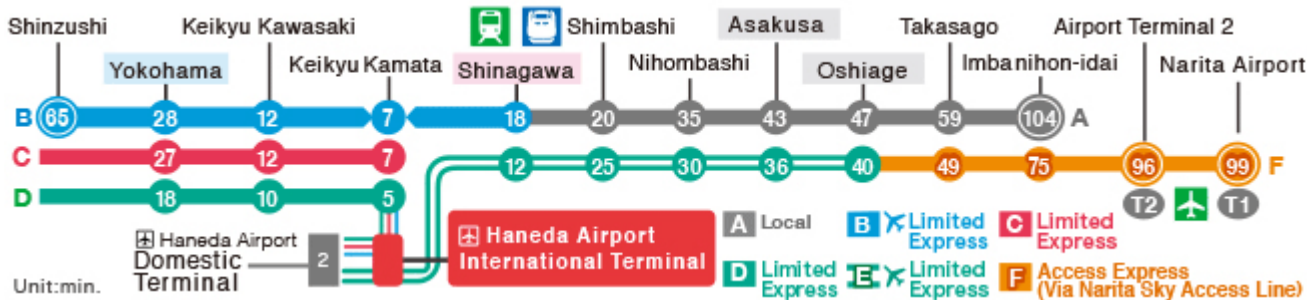 Shinzushi
Keikyu Kawasaki
Shimbashi
Asakusa
Takasago
Airport Terminal 2
Yokohama
Keikyu Kamata
Shinagawa
Nihombashi
Oshiage
Imbanihon-idai
Narita Airport
B 65 28 12 7 18 20 35 43 47 59 104 A
C 27 12 7
12 25 30 36 40 49 75 96 99 F
D 18 10 5
T2 T1
Haneda Airport
Domestic
Terminal
2
Haneda Airport
International Terminal
A Local
B Limited
Express
C Limited
Express
D Limited
Express
E Limited
Express
F Access Express
(Via Narita Sky Access Line)
Unit:min.